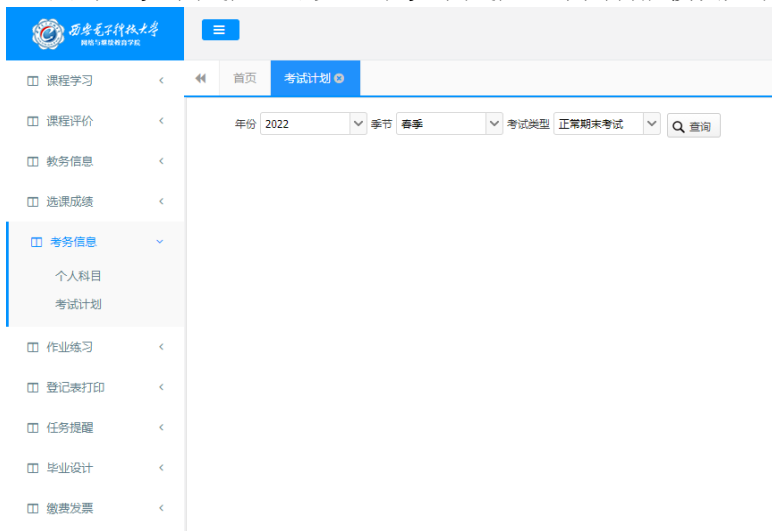 西安电子科技大学
网络与继续教育学院
课程学习
课程评价
教务信息
选课成绩
考务信息
个人科目
考试计划
作业练习
登记表打印
任务提醒
毕业设计
缴费发票
首页 考试计划
年份 2022 季节 春季 考试类型 正常期末考试 查询